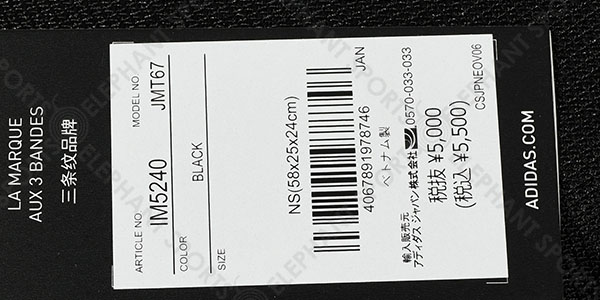 LA MARQUE
AUX 3 BANDES
三条纹品牌
ARTICLE NO.
IM5240
MODEL NO.
JMT67
COLOR
BLACK
SIZE
NS(58x25x24cm)
JAN
4067891978746
ベトナム製
輸入販売元
アディダス ジャパン株式会社
0570-033-033
税抜 ¥5,000
(税込 ¥5,500)
CSJPNEOV06
ADIDAS.COM
ELEPHANT SPORTS